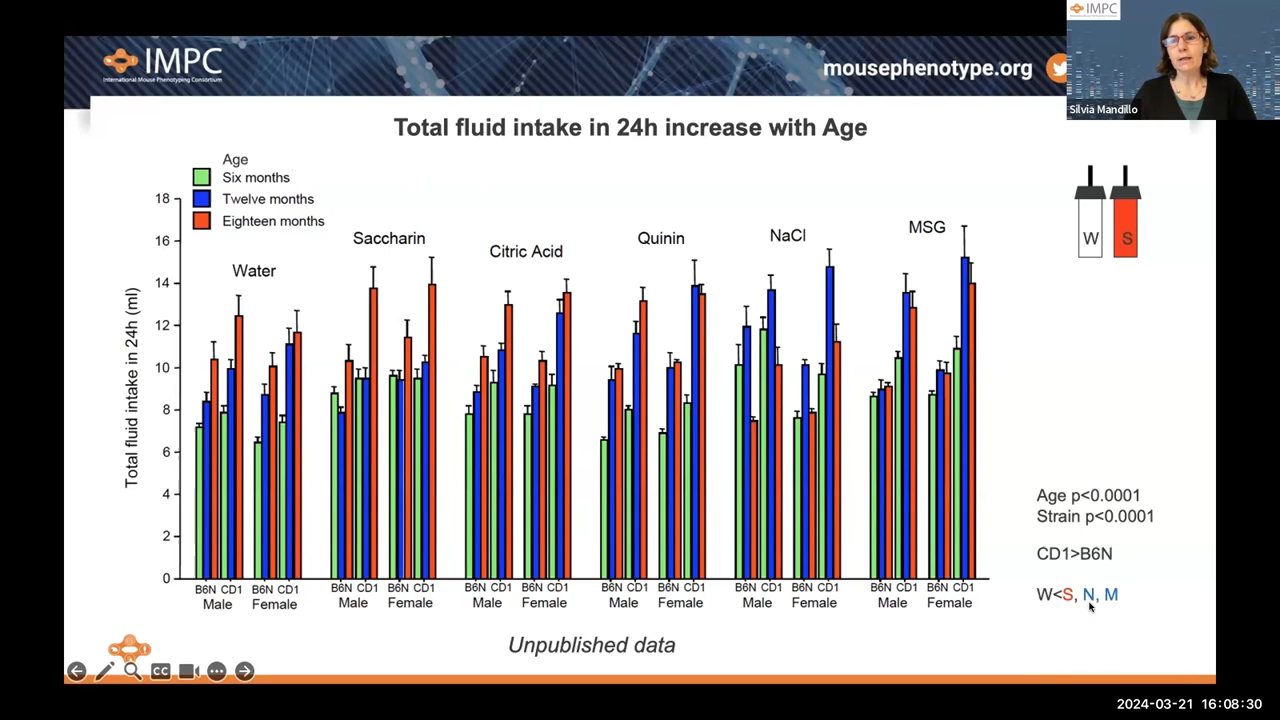 IMPC
International Mouse Phenotyping Consortium
mousephenotype.org
IMPC
Silvia Mandillo
Total fluid intake in 24h increase with Age
Age
Six months
Twelve months
Eighteen months
Total fluid intake in 24h (ml)
18
16
14
12
10
8
6
4
2
0
Water
Saccharin
Citric Acid
Quinin
NaCl
MSG
B6N CD1 B6N CD1 B6N CD1 B6N CD1 B6N CD1 B6N CD1 B6N CD1 B6N CD1 B6N CD1 B6N CD1 B6N CD1 B6N CD1
Male Female Male Female Male Female Male Female Male Female Male Female
W S
Age p<0.0001
Strain p<0.0001
CD1>B6N
W<S, N, M
Unpublished data
CC
2024-03-21 16:08:30